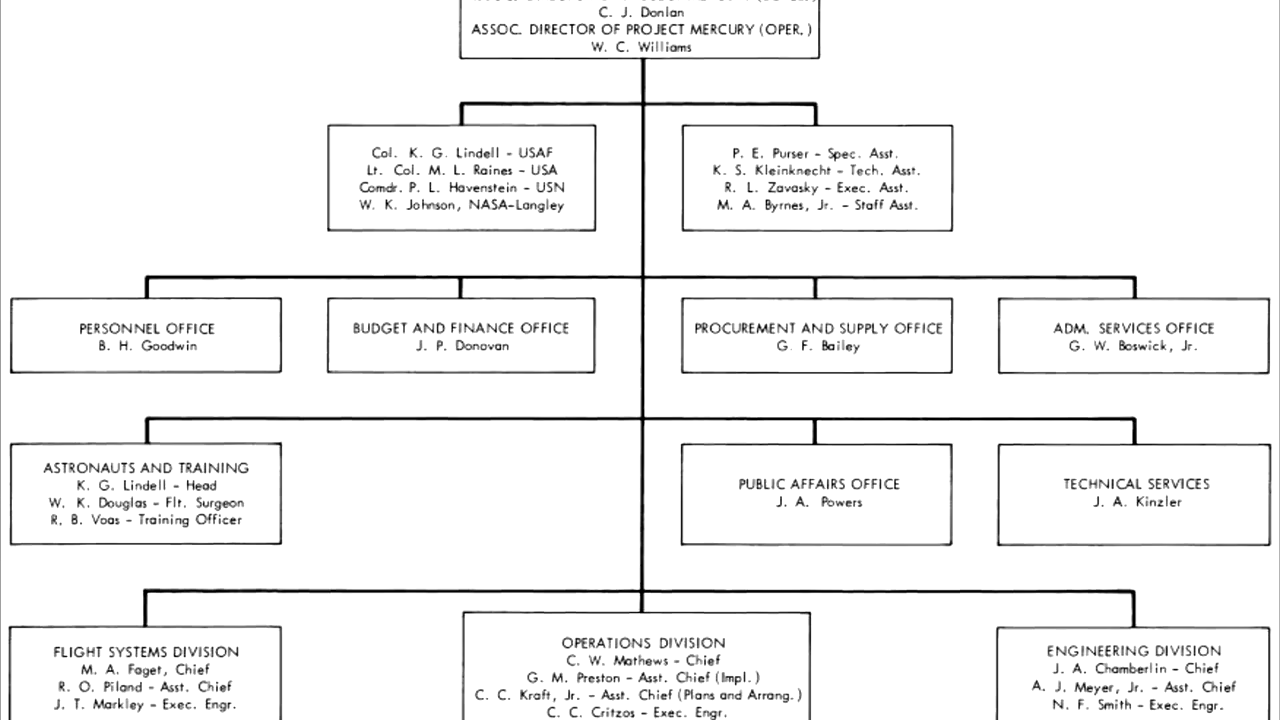 C. J. Donlan
ASSOC. DIRECTOR OF PROJECT MERCURY (OPER.)
W. C. Williams
Col. K. G. Lindell - USAF
Lt. Col. M. L. Raines - USA
Comdr. P. L. Havenstein - USN
W. K. Johnson, NASA-Langley
P. E. Purser - Spec. Asst.
K. S. Kleinknecht - Tech. Asst.
R. L. Zavasky - Exec. Asst.
M. A. Byrnes, Jr. - Staff Asst.
PERSONNEL OFFICE
B. H. Goodwin
BUDGET AND FINANCE OFFICE
J. P. Donovan
PROCUREMENT AND SUPPLY OFFICE
G. F. Bailey
ADM. SERVICES OFFICE
G. W. Boswick, Jr.
ASTRONAUTS AND TRAINING
K. G. Lindell - Head
W. K. Douglas - Flt. Surgeon
R. B. Voas - Training Officer
PUBLIC AFFAIRS OFFICE
J. A. Powers
TECHNICAL SERVICES
J. A. Kinzler
FLIGHT SYSTEMS DIVISION
M. A. Faget, Chief
R. O. Piland - Asst. Chief
J. T. Markley - Exec. Engr.
OPERATIONS DIVISION
C. W. Mathews - Chief
G. M. Preston - Asst. Chief (Impl.)
C. C. Kraft, Jr. - Asst. Chief (Plans and Arrang.)
C. C. Critzos - Exec. Engr.
ENGINEERING DIVISION
J. A. Chamberlin - Chief
A. J. Meyer, Jr. - Asst. Chief
N. F. Smith - Exec. Engr.